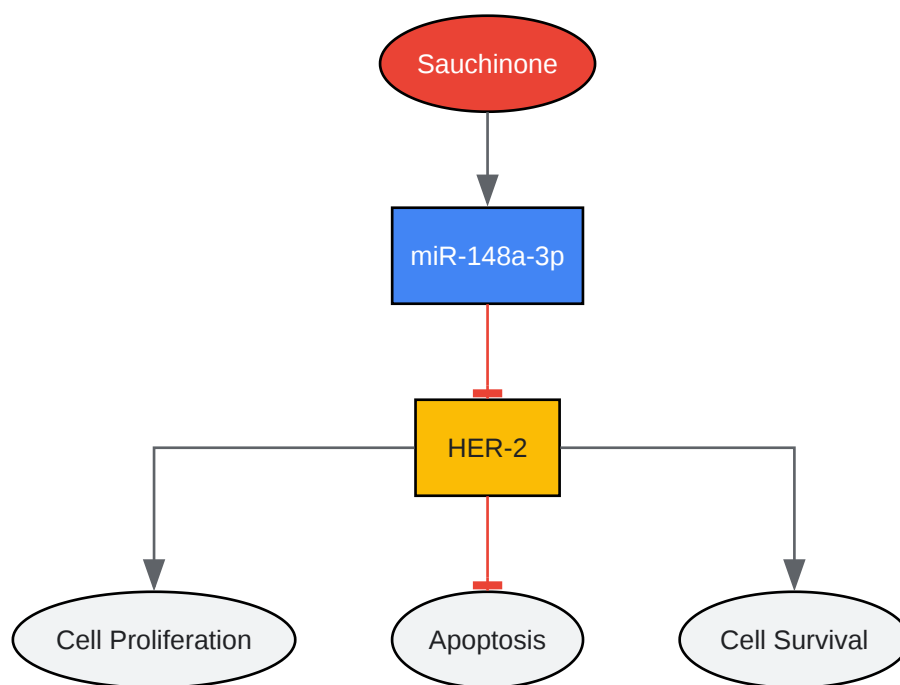 Sauchinone
miR-148a-3p
HER-2
Cell Proliferation
Apoptosis
Cell Survival